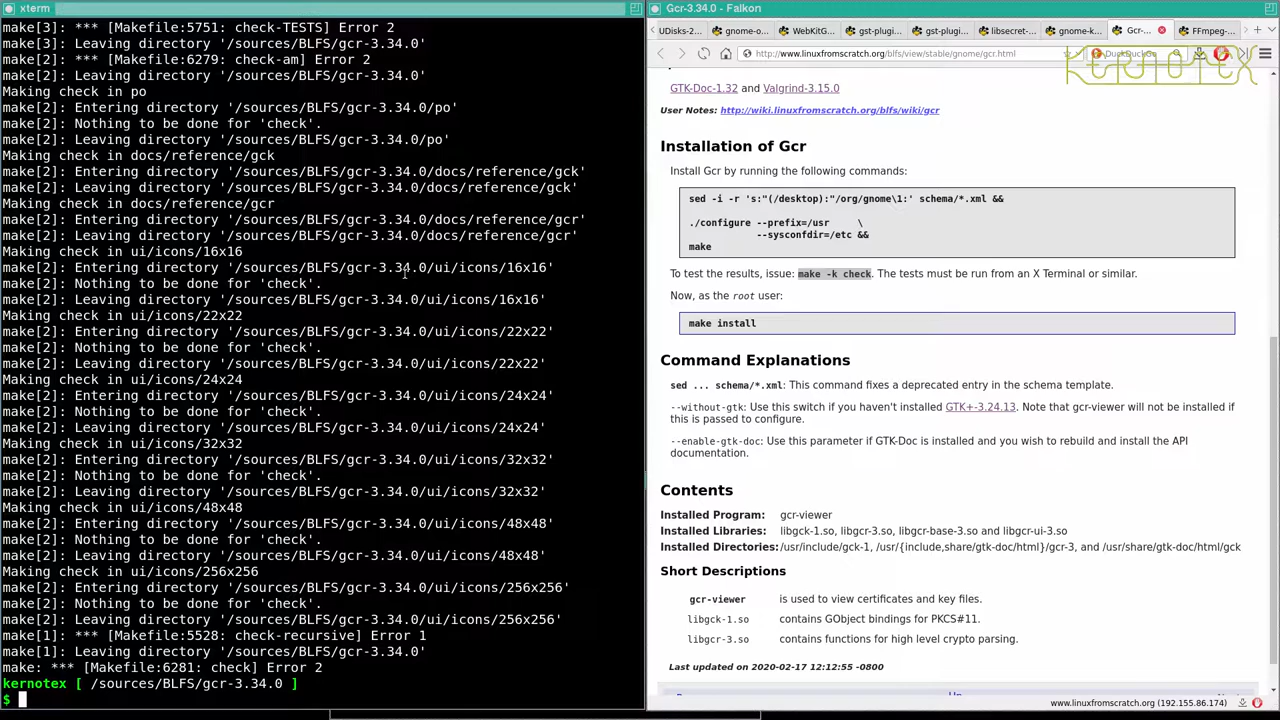 xterm
make[3]: *** [Makefile:5751: check-TESTS] Error 2
make[3]: Leaving directory '/sources/BLFS/gcr-3.34.0'
make[2]: *** [Makefile:6279: check-am] Error 2
make[2]: Leaving directory '/sources/BLFS/gcr-3.34.0'
Making check in po
make[2]: Entering directory '/sources/BLFS/gcr-3.34.0/po'
make[2]: Nothing to be done for 'check'.
make[2]: Leaving directory '/sources/BLFS/gcr-3.34.0/po'
Making check in docs/reference/gck
make[2]: Entering directory '/sources/BLFS/gcr-3.34.0/docs/reference/gck'
make[2]: Leaving directory '/sources/BLFS/gcr-3.34.0/docs/reference/gck'
Making check in docs/reference/gcr
make[2]: Entering directory '/sources/BLFS/gcr-3.34.0/docs/reference/gcr'
make[2]: Leaving directory '/sources/BLFS/gcr-3.34.0/docs/reference/gcr'
Making check in ui/icons/16x16
make[2]: Entering directory '/sources/BLFS/gcr-3.34.0/ui/icons/16x16'
make[2]: Nothing to be done for 'check'.
make[2]: Leaving directory '/sources/BLFS/gcr-3.34.0/ui/icons/16x16'
Making check in ui/icons/22x22
make[2]: Entering directory '/sources/BLFS/gcr-3.34.0/ui/icons/22x22'
make[2]: Nothing to be done for 'check'.
make[2]: Leaving directory '/sources/BLFS/gcr-3.34.0/ui/icons/22x22'
Making check in ui/icons/24x24
make[2]: Entering directory '/sources/BLFS/gcr-3.34.0/ui/icons/24x24'
make[2]: Nothing to be done for 'check'.
make[2]: Leaving directory '/sources/BLFS/gcr-3.34.0/ui/icons/24x24'
Making check in ui/icons/32x32
make[2]: Entering directory '/sources/BLFS/gcr-3.34.0/ui/icons/32x32'
make[2]: Nothing to be done for 'check'.
make[2]: Leaving directory '/sources/BLFS/gcr-3.34.0/ui/icons/32x32'
Making check in ui/icons/48x48
make[2]: Entering directory '/sources/BLFS/gcr-3.34.0/ui/icons/48x48'
make[2]: Nothing to be done for 'check'.
make[2]: Leaving directory '/sources/BLFS/gcr-3.34.0/ui/icons/48x48'
Making check in ui/icons/256x256
make[2]: Entering directory '/sources/BLFS/gcr-3.34.0/ui/icons/256x256'
make[2]: Nothing to be done for 'check'.
make[2]: Leaving directory '/sources/BLFS/gcr-3.34.0/ui/icons/256x256'
make[1]: *** [Makefile:5528: check-recursive] Error 1
make[1]: Leaving directory '/sources/BLFS/gcr-3.34.0'
make: *** [Makefile:6281: check] Error 2
kernotex [ /sources/BLFS/gcr-3.34.0 ]
$
Gcr-3.34.0 - Falkon
UDisks-2... gnome-o... WebKitG... gst-plugi... gst-plugi... libsecret-... gnome-k... Gcr-... FFmpeg-...
http://www.linuxfromscratch.org/blfs/view/stable/gnome/gcr.html DuckDuckGo
KERNOTEX
GTK-Doc-1.32 and Valgrind-3.15.0
User Notes: http://wiki.linuxfromscratch.org/blfs/wiki/gcr
Installation of Gcr
Install Gcr by running the following commands:
sed -i -r 's:"(/desktop):"/org/gnome\1:' schema/*.xml &&
./configure --prefix=/usr \
--sysconfdir=/etc &&
make
To test the results, issue: make -k check. The tests must be run from an X Terminal or similar.
Now, as the root user:
make install
Command Explanations
sed ... schema/*.xml: This command fixes a deprecated entry in the schema template.
--without-gtk: Use this switch if you haven't installed GTK+-3.24.13. Note that gcr-viewer will not be installed if
this is passed to configure.
--enable-gtk-doc: Use this parameter if GTK-Doc is installed and you wish to rebuild and install the API
documentation.
Contents
Installed Program: gcr-viewer
Installed Libraries: libgck-1.so, libgcr-3.so, libgcr-base-3.so and libgcr-ui-3.so
Installed Directories: /usr/include/gck-1, /usr/{include,share/gtk-doc/html}/gcr-3, and /usr/share/gtk-doc/html/gck
Short Descriptions
gcr-viewer is used to view certificates and key files.
libgck-1.so contains GObject bindings for PKCS#11.
libgcr-3.so contains functions for high level crypto parsing.
Last updated on 2020-02-17 12:12:55 -0800
www.linuxfromscratch.org (192.155.86.174)